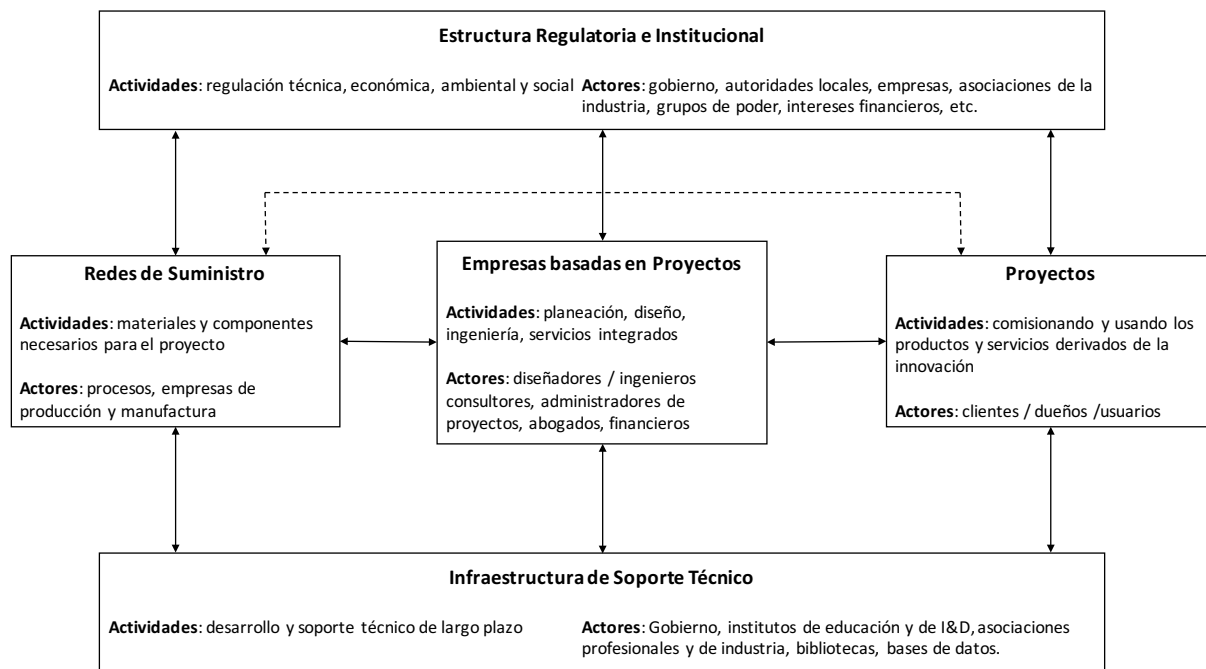 Estructura Regulatoria e Institucional
Actividades: regulación técnica, económica, ambiental y social
Actores: gobierno, autoridades locales, empresas, asociaciones de la
industria, grupos de poder, intereses financieros, etc.
Redes de Suministro
Actividades: materiales y componentes
necesarios para el proyecto
Actores: procesos, empresas de
producción y manufactura
Empresas basadas en Proyectos
Actividades: planeación, diseño,
ingeniería, servicios integrados
Actores: diseñadores / ingenieros
consultores, administradores de
proyectos, abogados, financieros
Proyectos
Actividades: comisionando y usando los
productos y servicios derivados de la
innovación
Actores: clientes / dueños /usuarios
Infraestructura de Soporte Técnico
Actividades: desarrollo y soporte técnico de largo plazo
Actores: Gobierno, institutos de educación y de I&D, asociaciones
profesionales y de industria, bibliotecas, bases de datos.